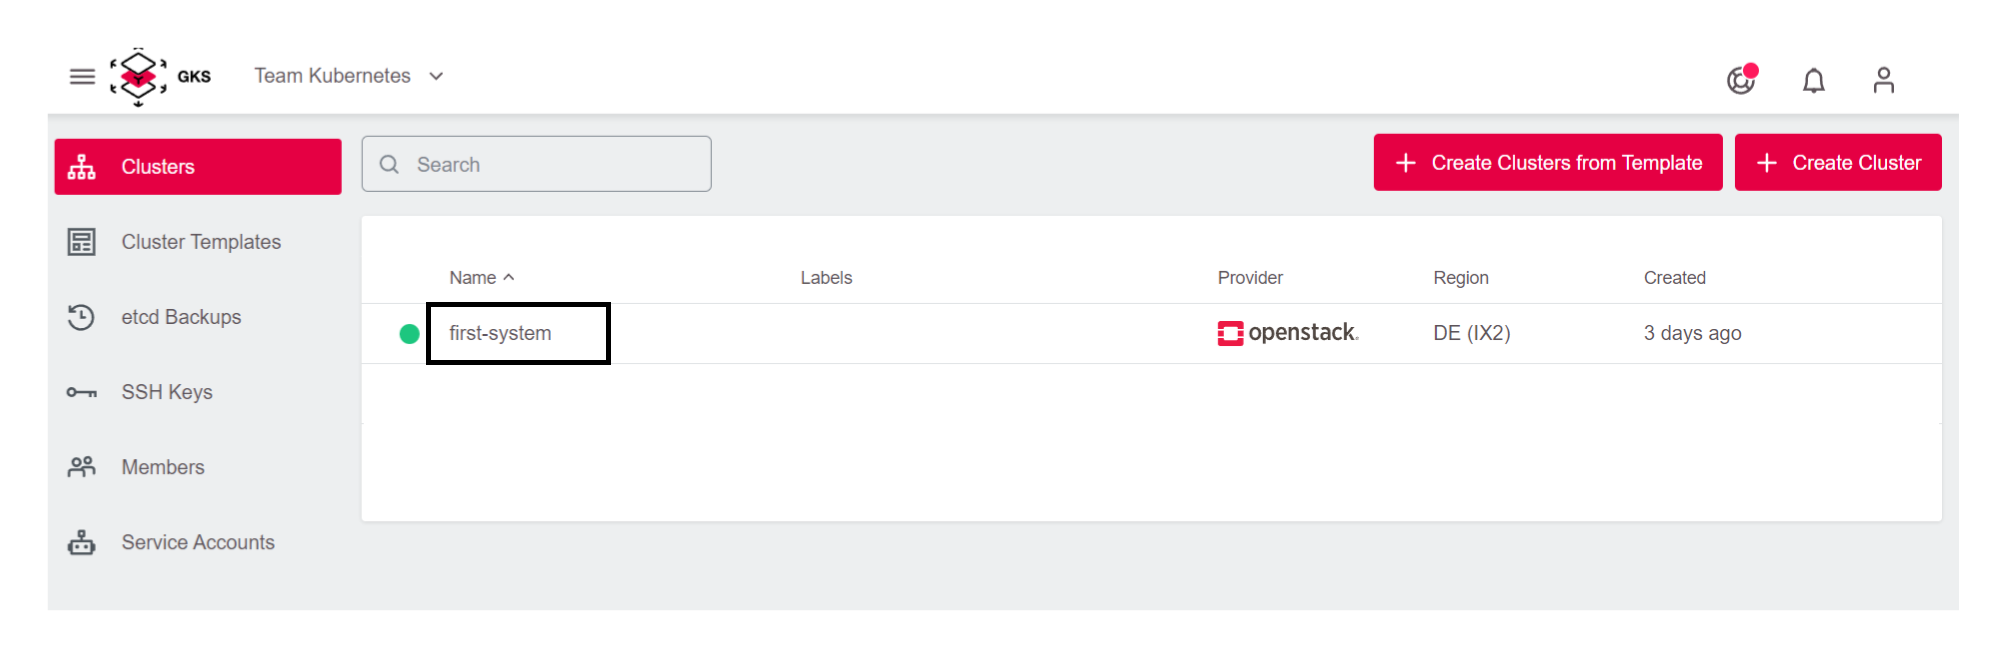 GKS Team Kubernetes
Clusters
Search
+ Create Clusters from Template
+ Create Cluster
Cluster Templates
etcd Backups
SSH Keys
Members
Service Accounts
Name Labels Provider Region Created
first-system openstack. DE (IX2) 3 days ago